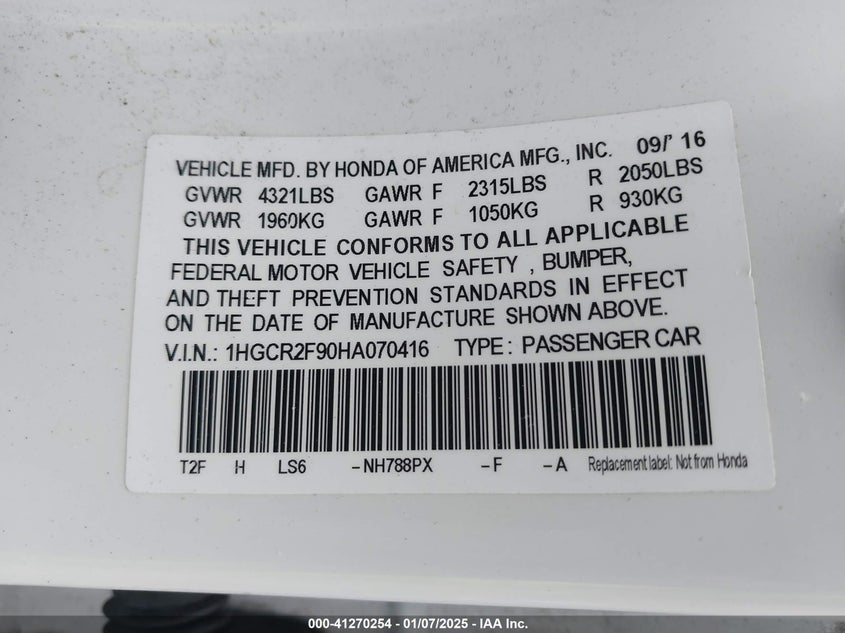 VEHICLE MFD. BY HONDA OF AMERICA MFG., INC. 09/' 16
GVWR 4321LBS GAWR F 2315LBS R 2050LBS
GVWR 1960KG GAWR F 1050KG R 930KG
THIS VEHICLE CONFORMS TO ALL APPLICABLE
FEDERAL MOTOR VEHICLE SAFETY , BUMPER,
AND THEFT PREVENTION STANDARDS IN EFFECT
ON THE DATE OF MANUFACTURE SHOWN ABOVE.
V.I.N.: 1HGCR2F90HA070416 TYPE: PASSENGER CAR
T2F H LS6 -NH788PX -F -A Replacement label: Not from Honda
000-41270254 - 01/07/2025 - IAA Inc.